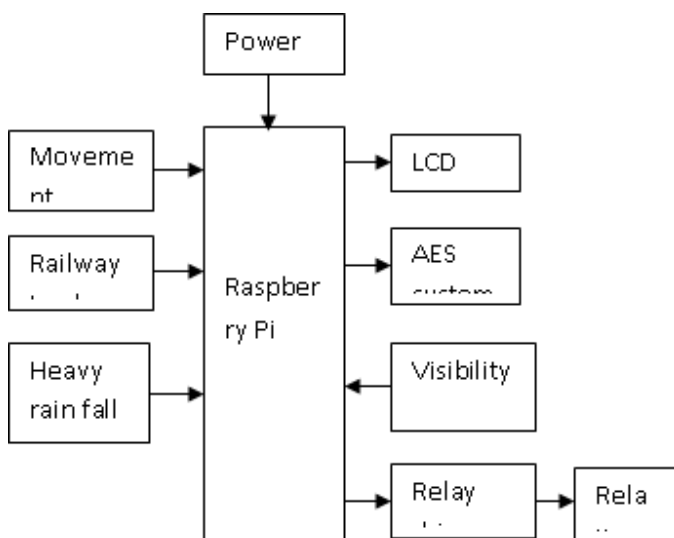 Power
Moveme
nt
LCD
Railway
AES
Raspber
ry Pi
Heavy
rain fall
Visibility
Relay
Rela